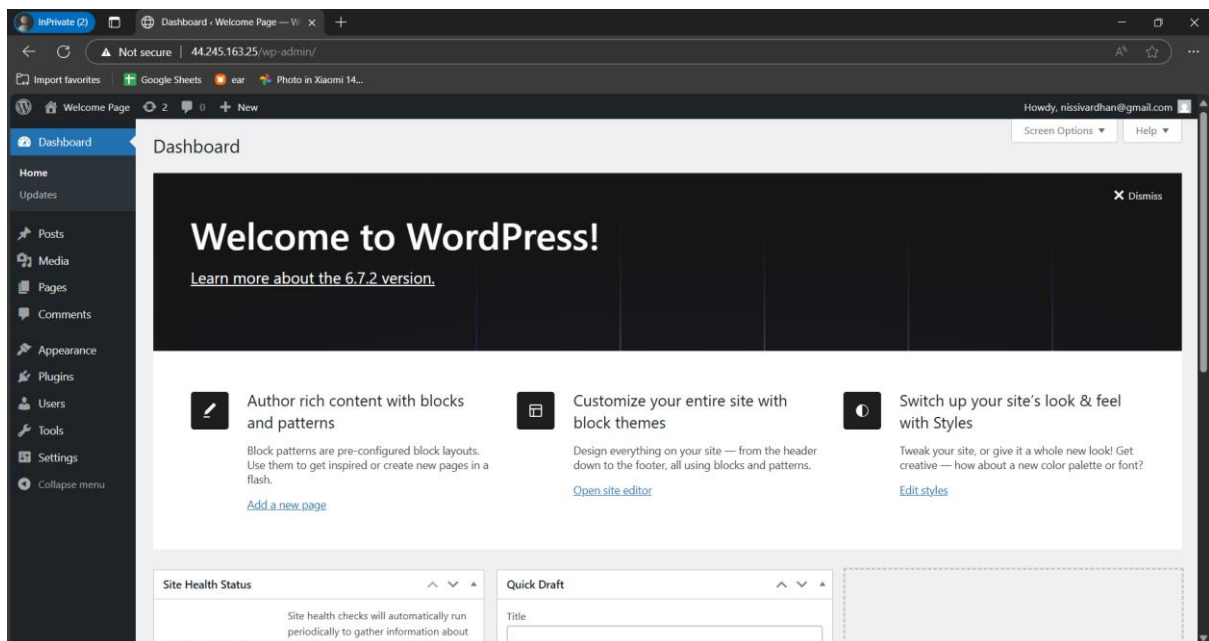 InPrivate (2)
Dashboard ‹ Welcome Page — W
Not secure | 44.245.163.25/wp-admin/
Import favorites
Google Sheets
ear
Photo in Xiaomi 14...
Welcome Page
2
0
New
Howdy, nissivardhan@gmail.com
Dashboard
Home
Updates
Posts
Media
Pages
Comments
Appearance
Plugins
Users
Tools
Settings
Collapse menu
Dashboard
Screen Options
Help
Dismiss
Welcome to WordPress!
Learn more about the 6.7.2 version.
Author rich content with blocks
and patterns
Block patterns are pre-configured block layouts.
Use them to get inspired or create new pages in a
flash.
Add a new page
Customize your entire site with
block themes
Design everything on your site — from the header
down to the footer, all using blocks and patterns.
Open site editor
Switch up your site’s look & feel
with Styles
Tweak your site, or give it a whole new look! Get
creative — how about a new color palette or font?
Edit styles
Site Health Status
Site health checks will automatically run
periodically to gather information about
Quick Draft
Title